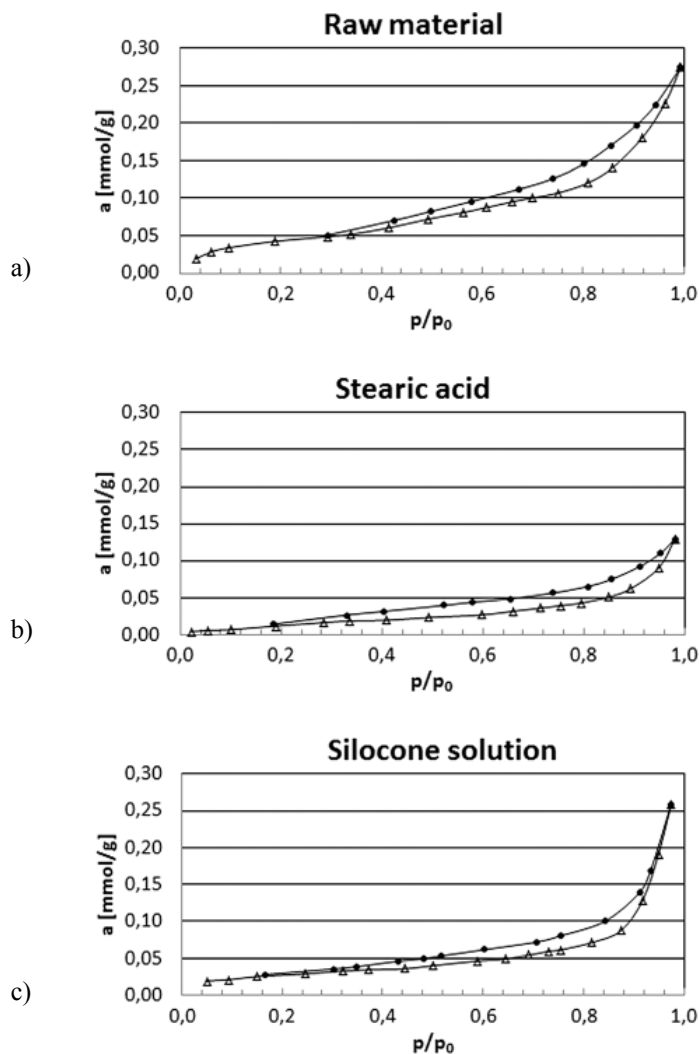 Raw material
a [mmol/g]
0,30
0,25
0,20
0,15
0,10
0,05
0,00
0,0 0,2 0,4 0,6 0,8 1,0
p/p₀
a)
Stearic acid
a [mmol/g]
0,30
0,25
0,20
0,15
0,10
0,05
0,00
0,0 0,2 0,4 0,6 0,8 1,0
p/p₀
b)
Silocone solution
a [mmol/g]
0,30
0,25
0,20
0,15
0,10
0,05
0,00
0,0 0,2 0,4 0,6 0,8 1,0
p/p₀
c)